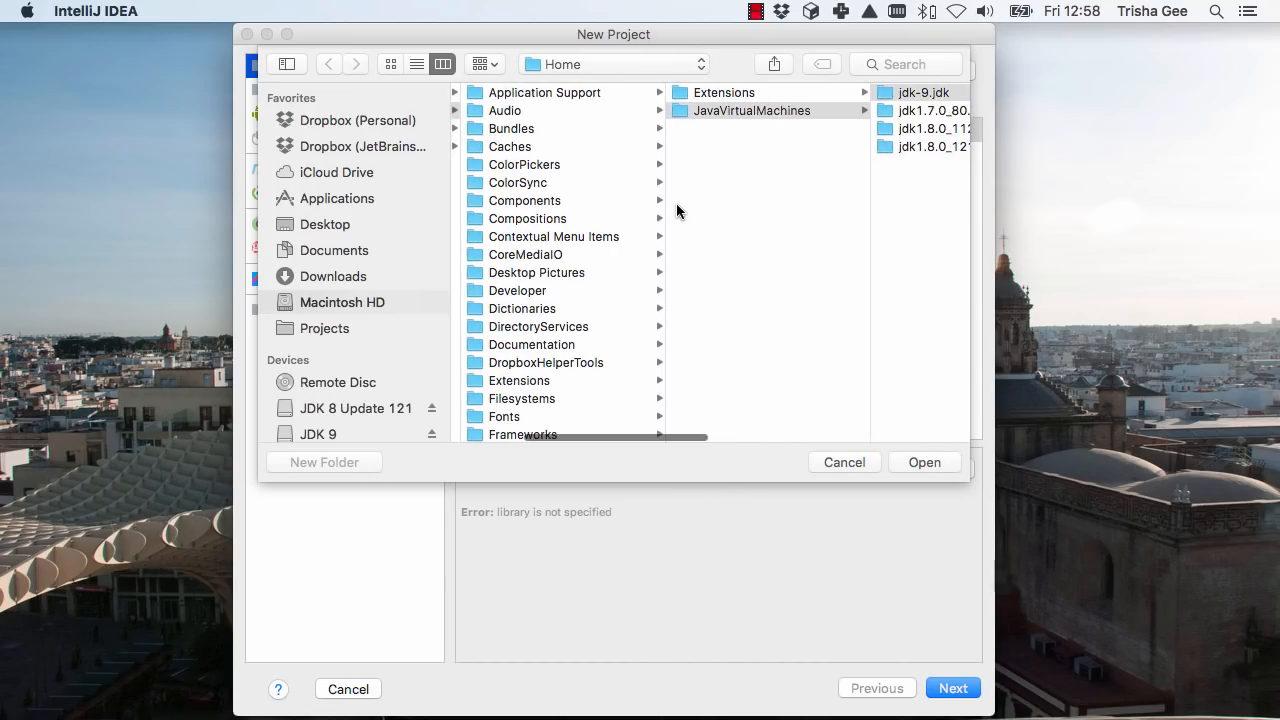 IntelliJ IDEA
Fri 12:58 Trisha Gee
New Project
Home
Search
Favorites
Dropbox (Personal)
Dropbox (JetBrains...
iCloud Drive
Applications
Desktop
Documents
Downloads
Macintosh HD
Projects
Devices
Remote Disc
JDK 8 Update 121
JDK 9
Application Support
Audio
Bundles
Caches
ColorPickers
ColorSync
Components
Compositions
Contextual Menu Items
CoreMediaIO
Desktop Pictures
Developer
Dictionaries
DirectoryServices
Documentation
DropboxHelperTools
Extensions
Filesystems
Fonts
Frameworks
Extensions
JavaVirtualMachines
jdk-9.jdk
jdk1.7.0_80.
jdk1.8.0_112
jdk1.8.0_121
New Folder
Cancel
Open
Error: library is not specified
?
Cancel
Previous
Next